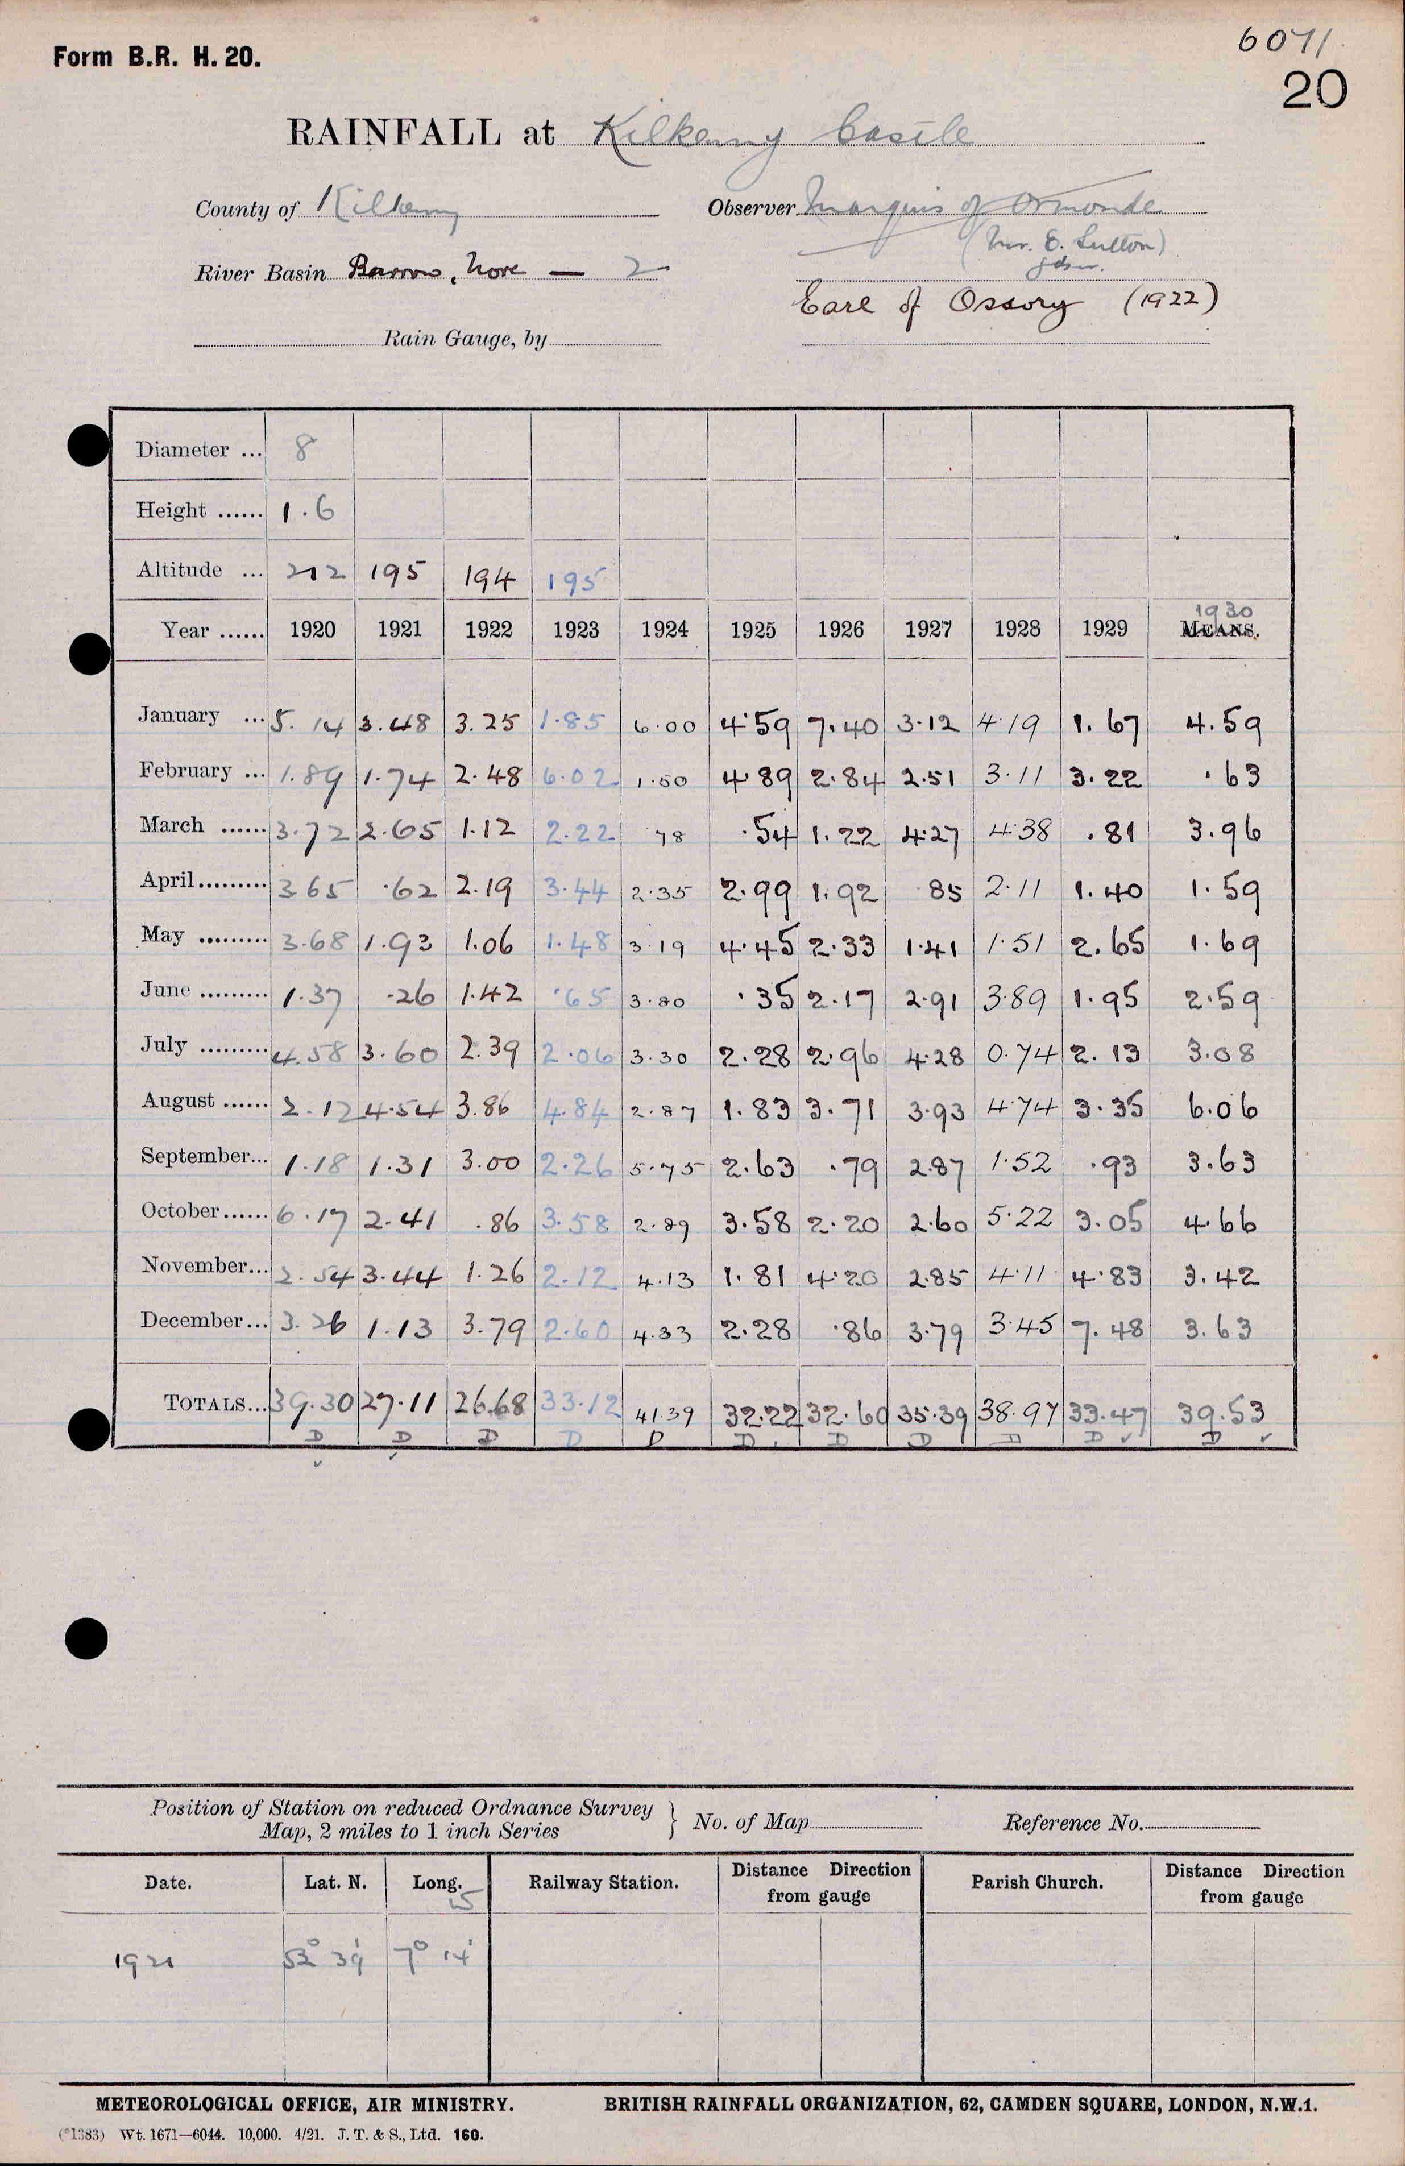 Form B.R. H. 20.
6071
20
RAINFALL at Kilkenny Castle
County of Kilkenny
Observer Marquis of Ormonde
(Mr. E. Sutton)
gdnr.
River Basin Barrow, Nore — 2
Earl of Ossory (1922)
Rain Gauge, by
Diameter ... 8
Height ...... 1.6
Altitude ... 212 195 194 195
1930
Year ...... 1920 1921 1922 1923 1924 1925 1926 1927 1928 1929 MEANS.
January ... 5.14 3.48 3.25 1.85 6.00 4.59 7.40 3.12 4.19 1.67 4.59
February ... 1.89 1.74 2.48 6.02 1.50 4.89 2.84 2.51 3.11 3.22 .63
March ...... 3.72 2.65 1.12 2.22 78 .54 1.22 4.27 4.38 .81 3.96
April ......... 3.65 .62 2.19 3.44 2.35 2.99 1.92 85 2.11 1.40 1.59
May ......... 3.68 1.93 1.06 1.48 3.19 4.45 2.33 1.41 1.51 2.65 1.69
June ......... 1.37 .26 1.42 .65 3.80 .35 2.17 2.91 3.89 1.95 2.59
July ......... 4.58 3.60 2.39 2.06 3.30 2.28 2.96 4.28 0.74 2.13 3.08
August ...... 2.12 4.54 3.86 4.84 2.87 1.83 3.71 3.93 4.74 3.35 6.06
September... 1.18 1.31 3.00 2.26 5.75 2.63 .79 2.87 1.52 .93 3.63
October ...... 6.17 2.41 .86 3.58 2.89 3.58 2.20 2.60 5.22 3.05 4.66
November... 2.54 3.44 1.26 2.12 4.13 1.81 4.20 2.85 4.11 4.83 3.42
December... 3.26 1.13 3.79 2.60 4.33 2.28 .86 3.79 3.45 7.48 3.63
TOTALS... 39.30 27.11 26.68 33.12 41.39 32.22 32.60 35.39 38.97 33.47 39.53
D D D D D D D D D D D
Position of Station on reduced Ordnance Survey
Map, 2 miles to 1 inch Series } No. of Map Reference No.
Date. Lat. N. Long. Railway Station. Distance Direction from gauge Parish Church. Distance Direction from gauge
15
1921 52° 39' 7° 14'
METEOROLOGICAL OFFICE, AIR MINISTRY. BRITISH RAINFALL ORGANIZATION, 62, CAMDEN SQUARE, LONDON, N.W.1.
(*1383) Wt. 1671—6044. 10,000. 4/21. J. T. & S., Ltd. 160.